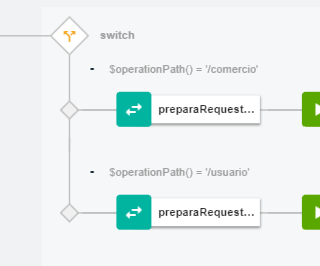 switch
- $operationPath() = '/comercio'
preparaRequest...
- $operationPath() = '/usuario'
preparaRequest...